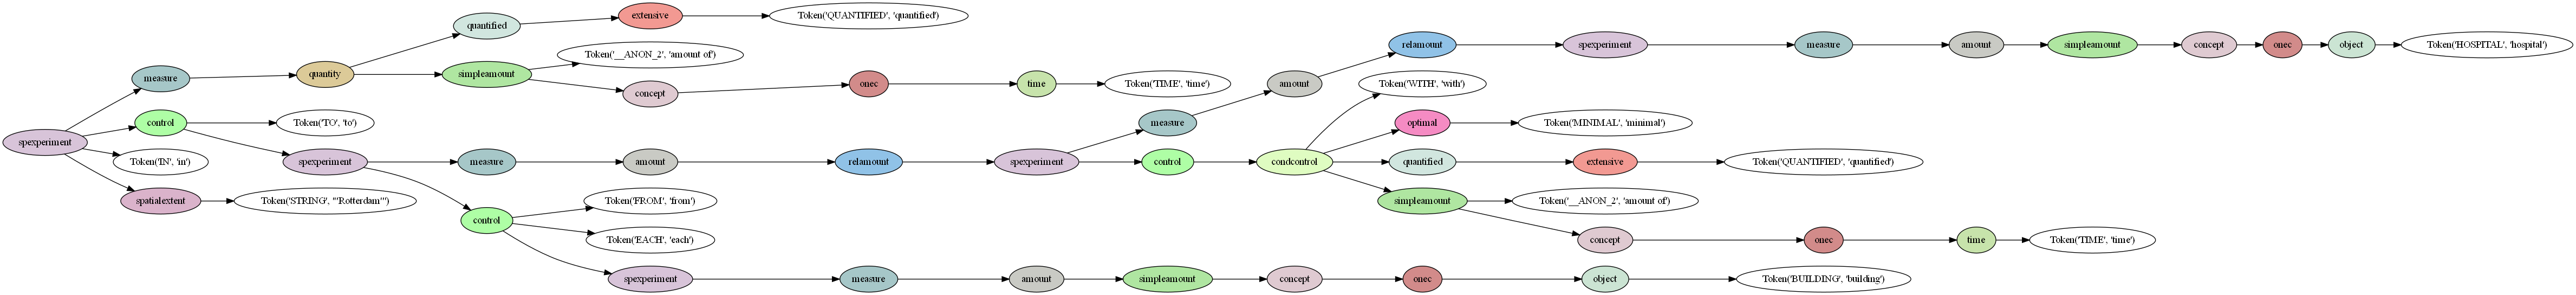 spexperiment
measure
quantity
quantified
extensive
Token('QUANTIFIED', 'quantified')
simpleamount
Token('__ANON_2', 'amount of')
concept
onec
time
Token('TIME', 'time')
control
Token('TO', 'to')
spexperiment
measure
amount
relamount
spexperiment
measure
amount
relamount
spexperiment
measure
amount
simpleamount
concept
onec
object
Token('HOSPITAL', 'hospital')
control
condcontrol
Token('WITH', 'with')
optimal
Token('MINIMAL', 'minimal')
quantified
extensive
Token('QUANTIFIED', 'quantified')
simpleamount
Token('__ANON_2', 'amount of')
concept
onec
time
Token('TIME', 'time')
control
Token('FROM', 'from')
Token('EACH', 'each')
spexperiment
measure
amount
simpleamount
concept
onec
object
Token('BUILDING', 'building')
Token('IN', 'in')
spatialextent
Token('STRING', '"Rotterdam"')